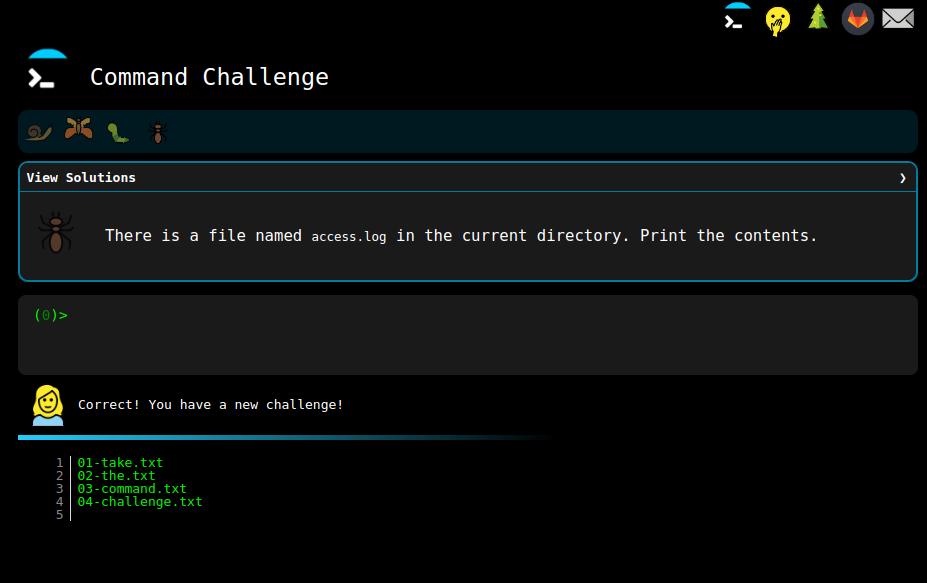 Command Challenge
View Solutions ❯
There is a file named access.log in the current directory. Print the contents.
(0)>
Correct! You have a new challenge!
1 01-take.txt
2 02-the.txt
3 03-command.txt
4 04-challenge.txt
5